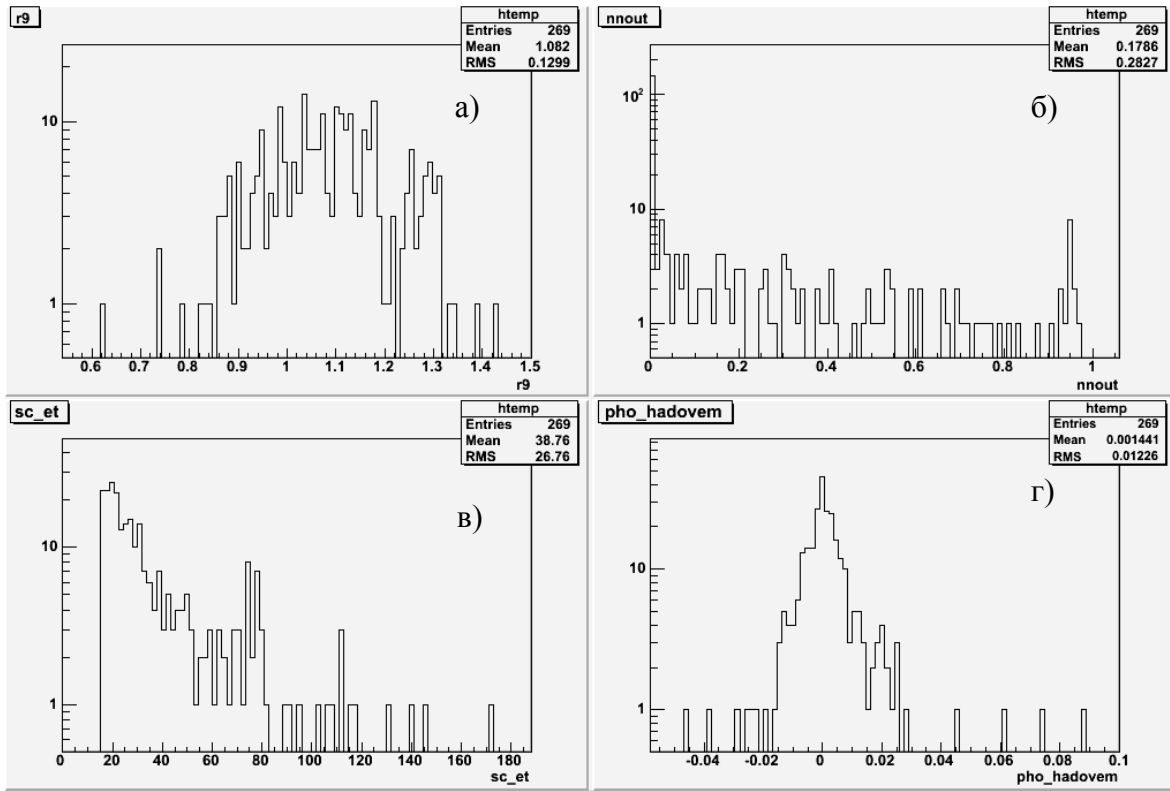 r9
htemp
Entries 269
Mean 1.082
RMS 0.1299
а)
10
1
0.6 0.7 0.8 0.9 1 1.1 1.2 1.3 1.4 1.5
r9
nnout
htemp
Entries 269
Mean 0.1786
RMS 0.2827
б)
10²
10
1
0 0.2 0.4 0.6 0.8 1
nnout
sc_et
htemp
Entries 269
Mean 38.76
RMS 26.76
в)
10
1
0 20 40 60 80 100 120 140 160 180
sc_et
pho_hadovem
htemp
Entries 269
Mean 0.001441
RMS 0.01226
г)
10
1
-0.04 -0.02 0 0.02 0.04 0.06 0.08 0.1
pho_hadovem